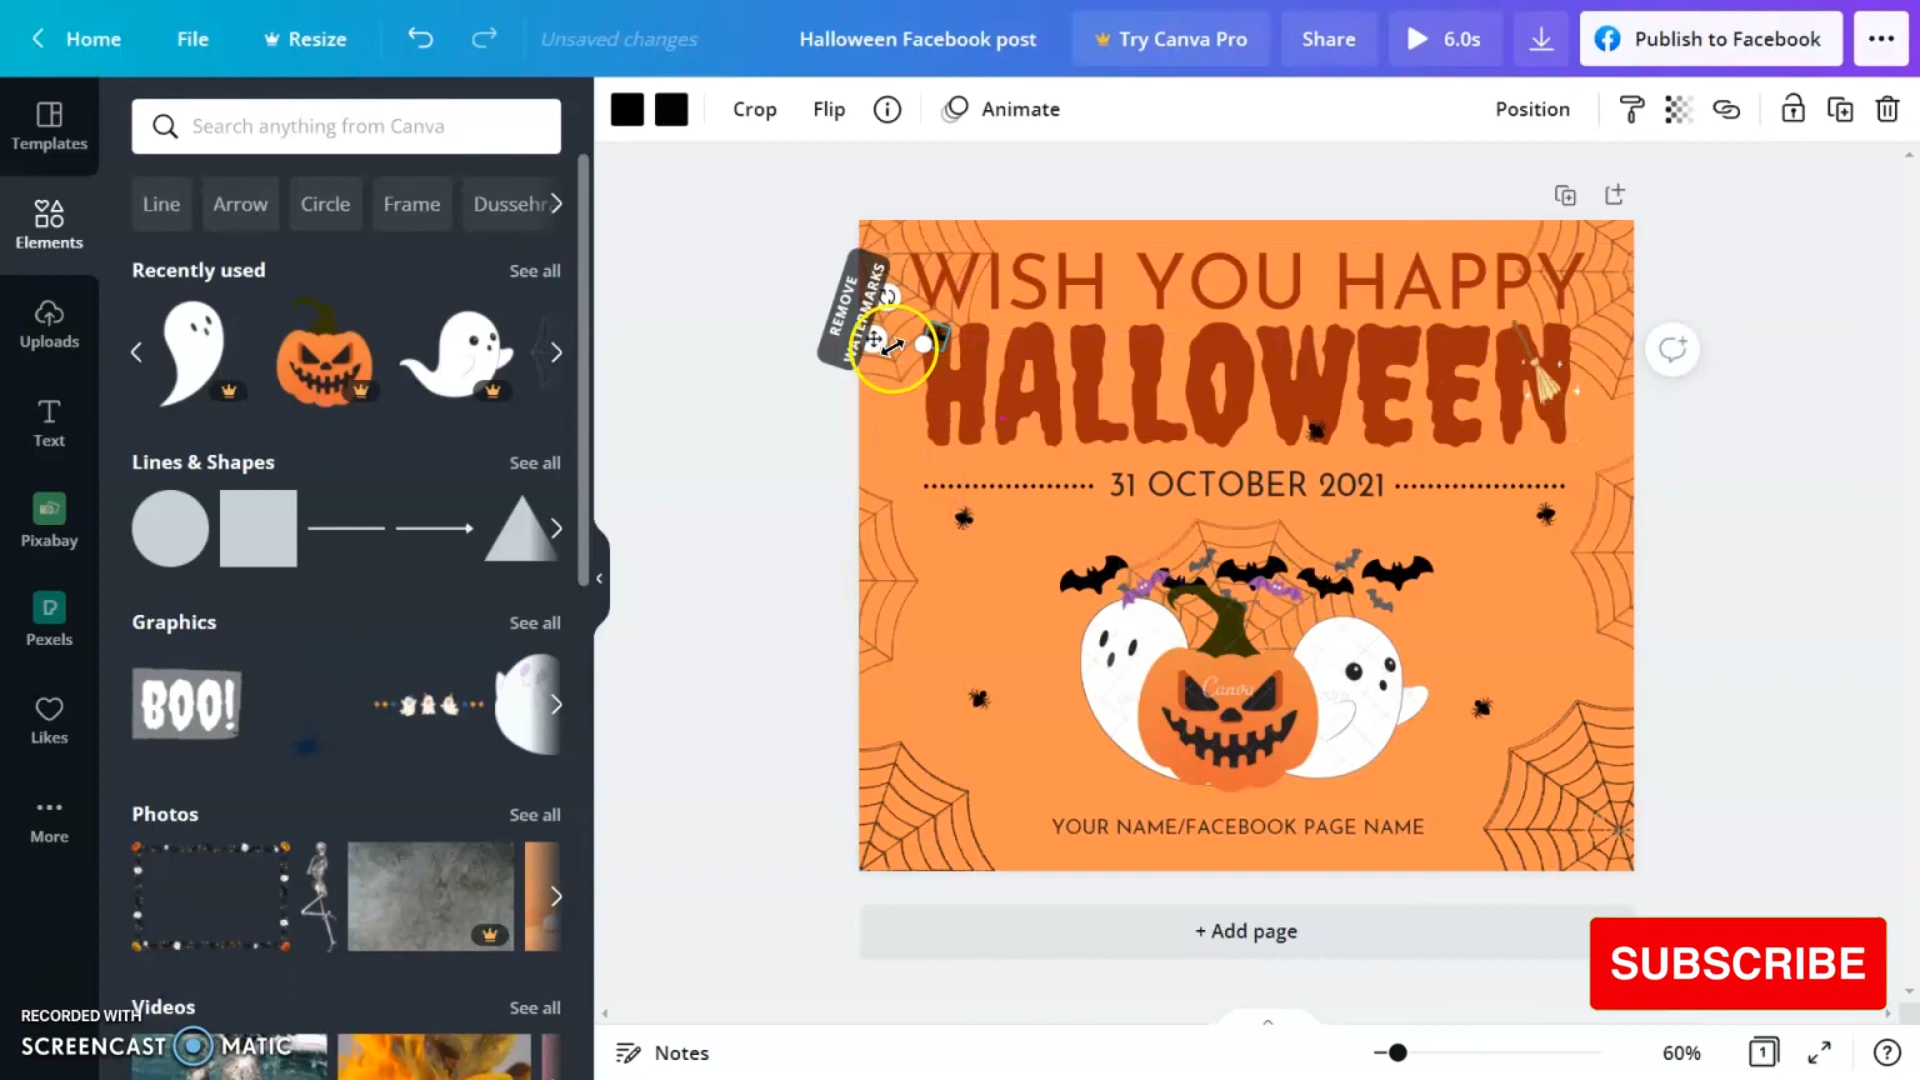 Home
File
Resize
Unsaved changes
Halloween Facebook post
Try Canva Pro
Share
6.0s
Publish to Facebook
Templates
Elements
Uploads
Text
Pixabay
Pexels
Likes
More
Search anything from Canva
Line
Arrow
Circle
Frame
Dussehr
Recently used
See all
Lines & Shapes
See all
Graphics
See all
BOO!
Photos
See all
Videos
See all
RECORDED WITH
SCREENCAST MATIC
Crop
Flip
Animate
Position
REMOVE
WATERMARKS
WISH YOU HAPPY
HALLOWEEN
31 OCTOBER 2021
Canva
YOUR NAME/FACEBOOK PAGE NAME
+ Add page
SUBSCRIBE
Notes
60%
1